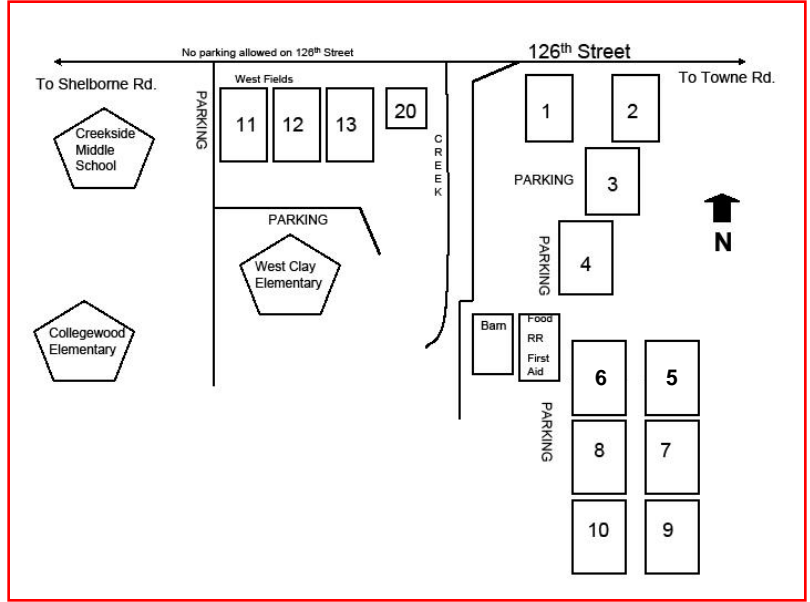 No parking allowed on 126th Street
126th Street
To Shelborne Rd.
To Towne Rd.
West Fields
PARKING
11
12
13
20
1
2
Creekside
Middle
School
CREEK
PARKING
3
PARKING
N
West Clay
Elementary
PARKING
4
Collegewood
Elementary
Barn
Food
RR
First
Aid
6
5
PARKING
8
7
10
9